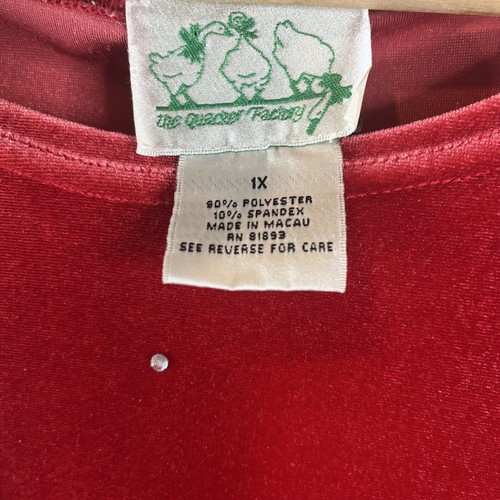 the Quacker Factory
1X
90% POLYESTER
10% SPANDEX
MADE IN MACAU
RN 81893
SEE REVERSE FOR CARE